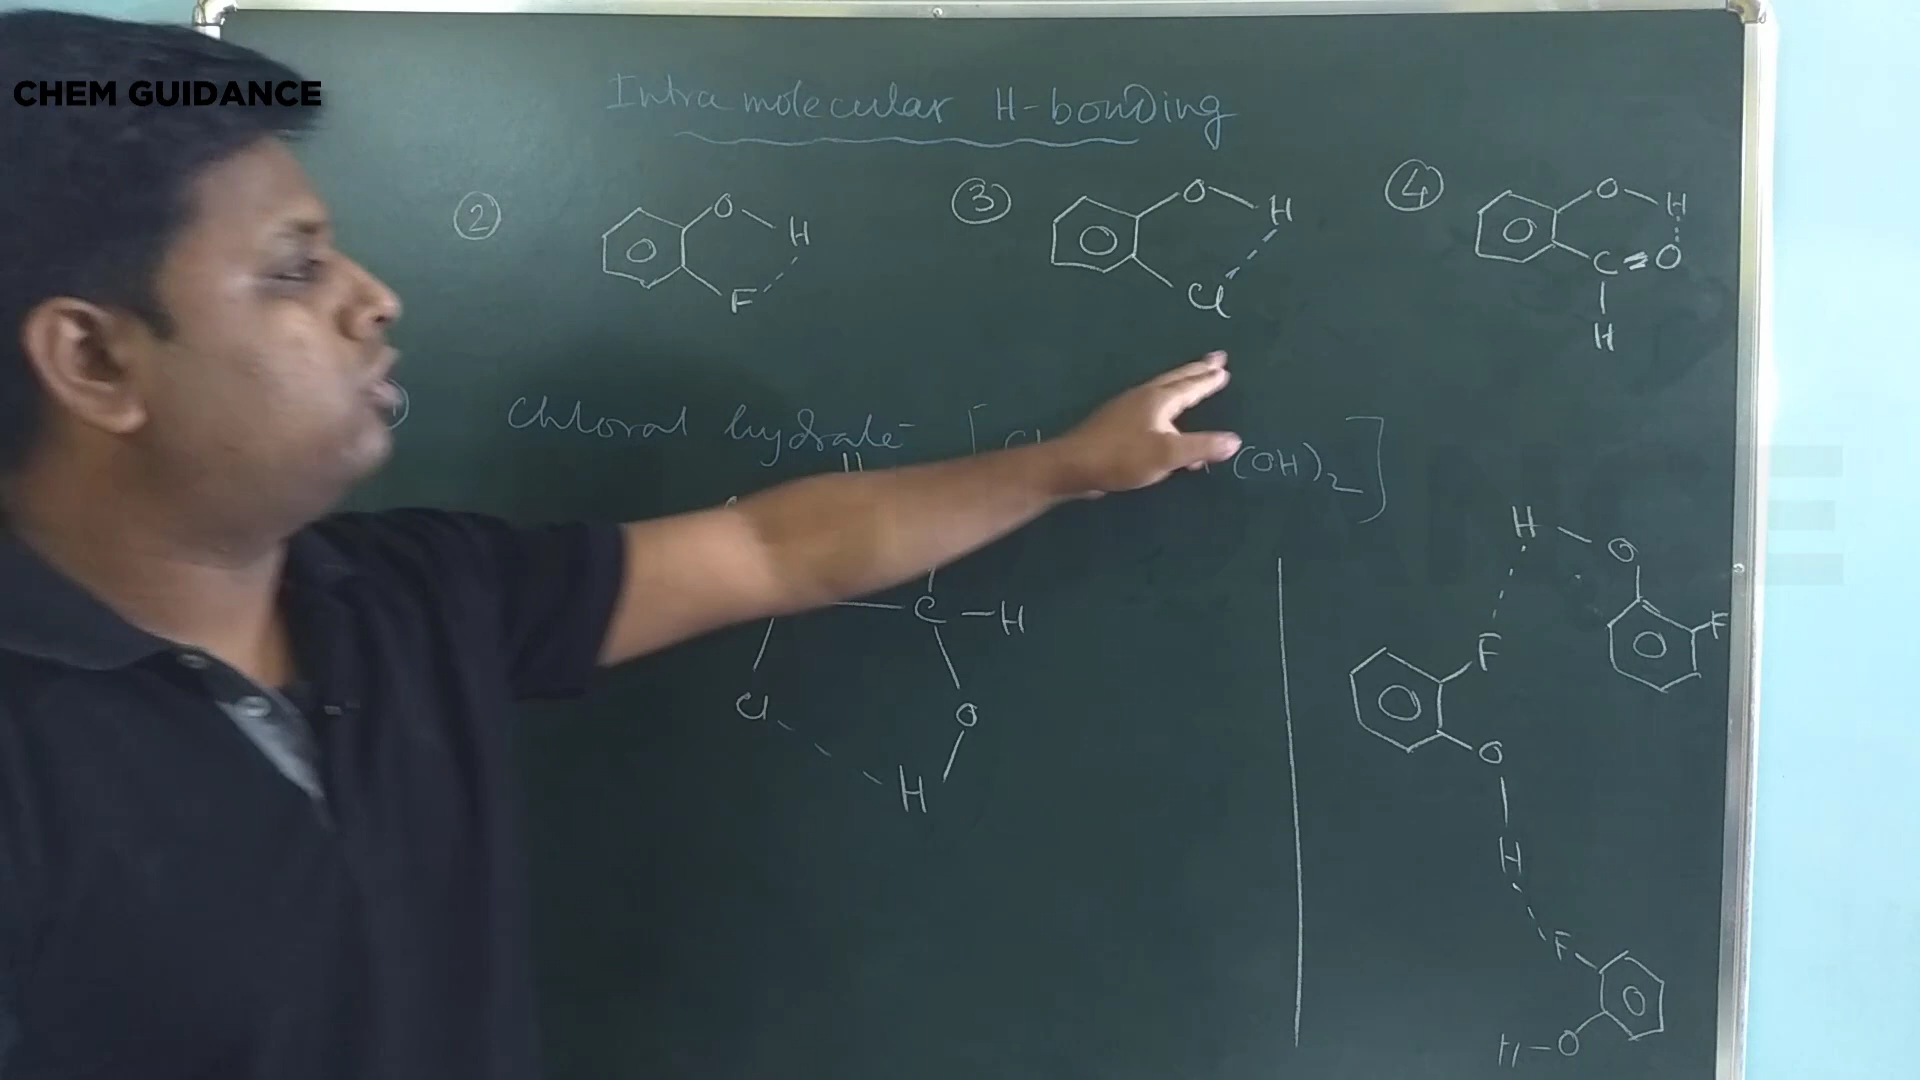 CHEM GUIDANCE
Intra molecular H-bonding
② O H
F
③ O H
Cl
④ O H
C = O
H
Chloral hydrate [ (OH)2 ]
C - H
Cl O
H
H - O
F
F
O
H
F
H - O